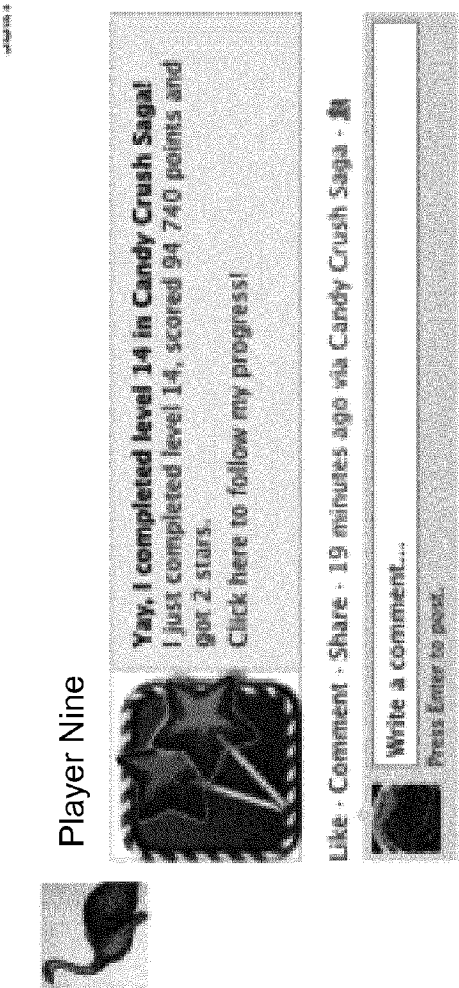 Player Nine
Yay, I completed level 14 in Candy Crush Saga!
I just completed level 14, scored 94 740 points and
got 2 stars.
Click here to follow my progress!
Like · Comment · Share · 19 minutes ago via Candy Crush Saga ·
Write a comment...
Press Enter to post.